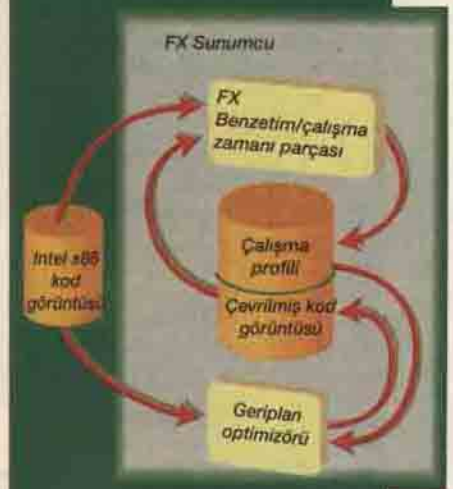 FX Sunumcu
FX
Benzetim/çalışma
zamanı parçası
Intel x86
kod
görüntüsü
Çalışma
profili
Çevrilmiş kod
görüntüsü
Geriplan
optimizörü